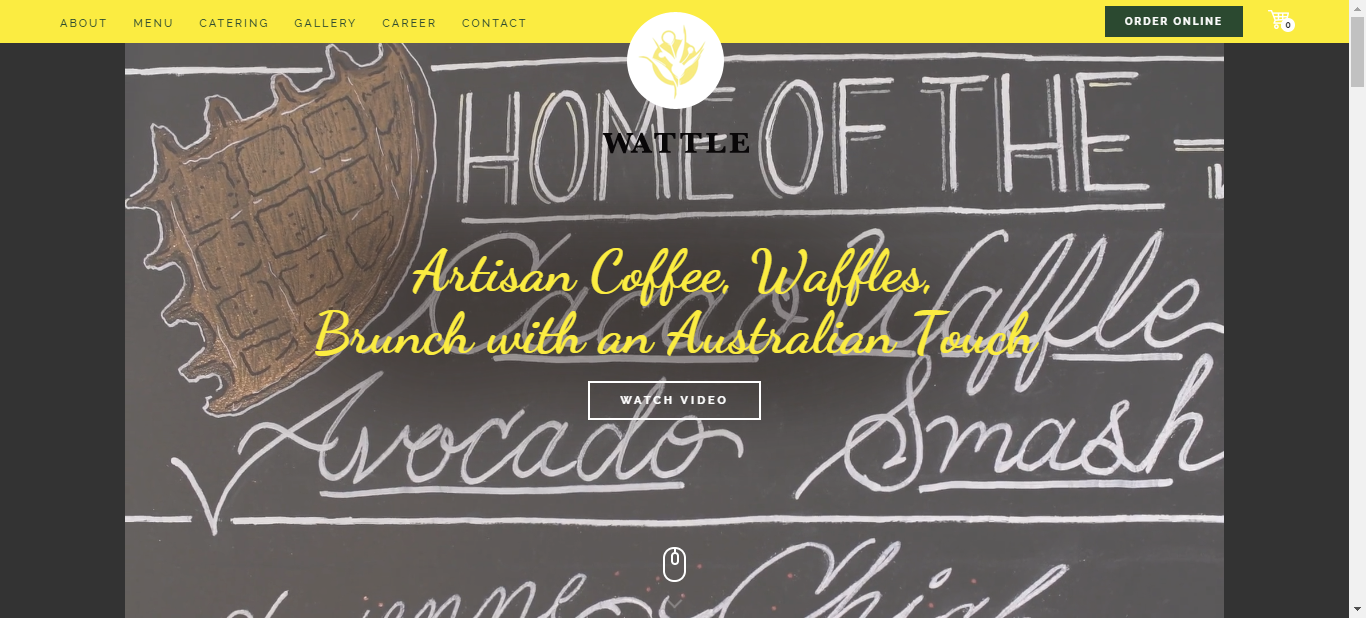 ABOUT MENU CATERING GALLERY CAREER CONTACT ORDER ONLINE 0
HOME OF THE
WATTLE
Cacao Waffle
Artisan Coffee, Waffles,
Brunch with an Australian Touch
WATCH VIDEO
Avocado Smash